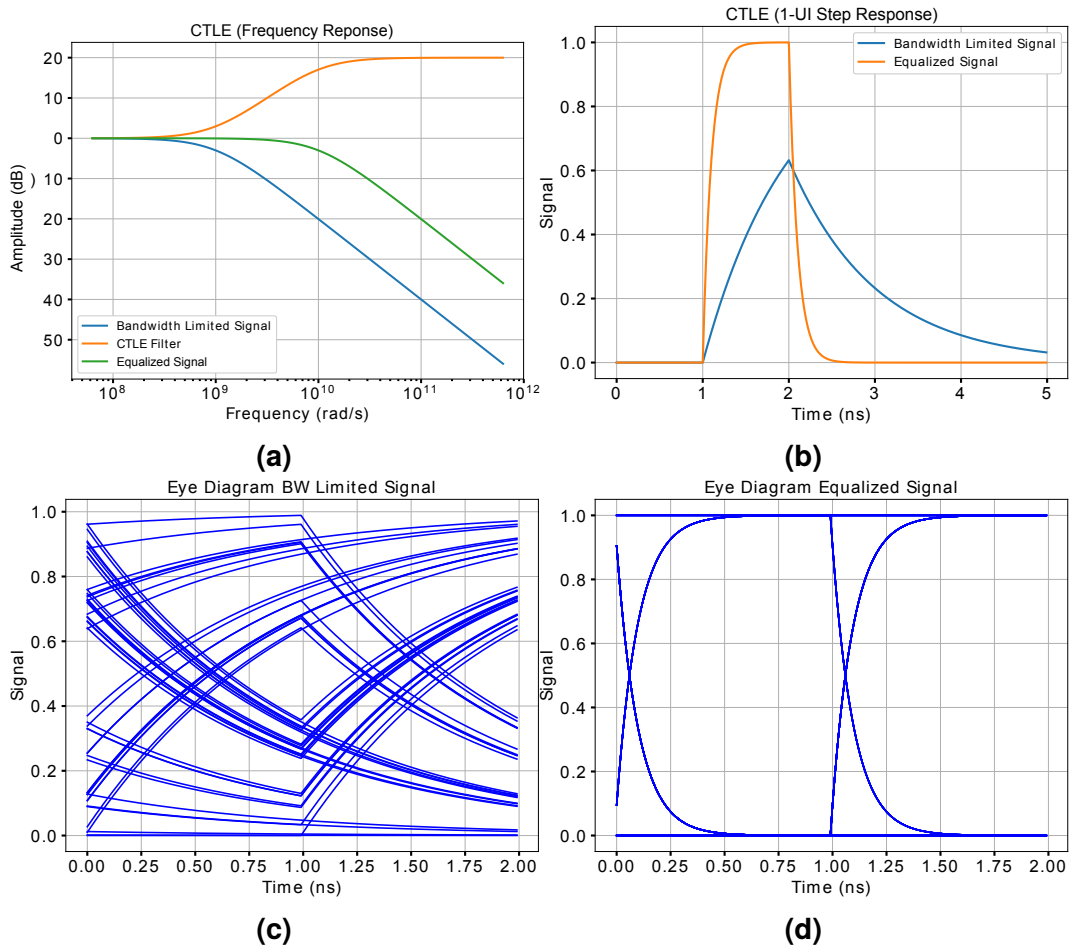 CTLE (Frequency Reponse)
20
10
0
10
20
30
40
50
Amplitude (dB
)
Bandwidth Limited Signal
CTLE Filter
Equalized Signal
10^8
10^9
10^10
10^11
10^12
Frequency (rad/s)
(a)
CTLE (1-UI Step Response)
1.0
0.8
0.6
0.4
0.2
0.0
Signal
Bandwidth Limited Signal
Equalized Signal
0 1 2 3 4 5
Time (ns)
(b)
Eye Diagram BW Limited Signal
1.0
0.8
0.6
0.4
0.2
0.0
Signal
0.00 0.25 0.50 0.75 1.00 1.25 1.50 1.75 2.00
Time (ns)
(c)
Eye Diagram Equalized Signal
1.0
0.8
0.6
0.4
0.2
0.0
Signal
0.00 0.25 0.50 0.75 1.00 1.25 1.50 1.75 2.00
Time (ns)
(d)